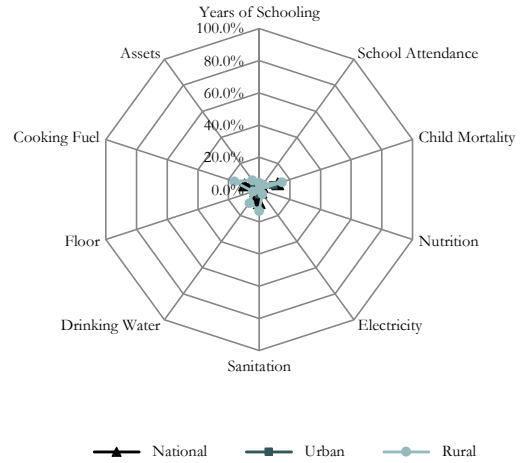 Years of Schooling
100.0%
Assets
School Attendance
80.0%
60.0%
Cooking Fuel
40.0%
Child Mortality
20.0%
0.0%
Floor
Nutrition
Drinking Water
Electricity
Sanitation
National Urban Rural